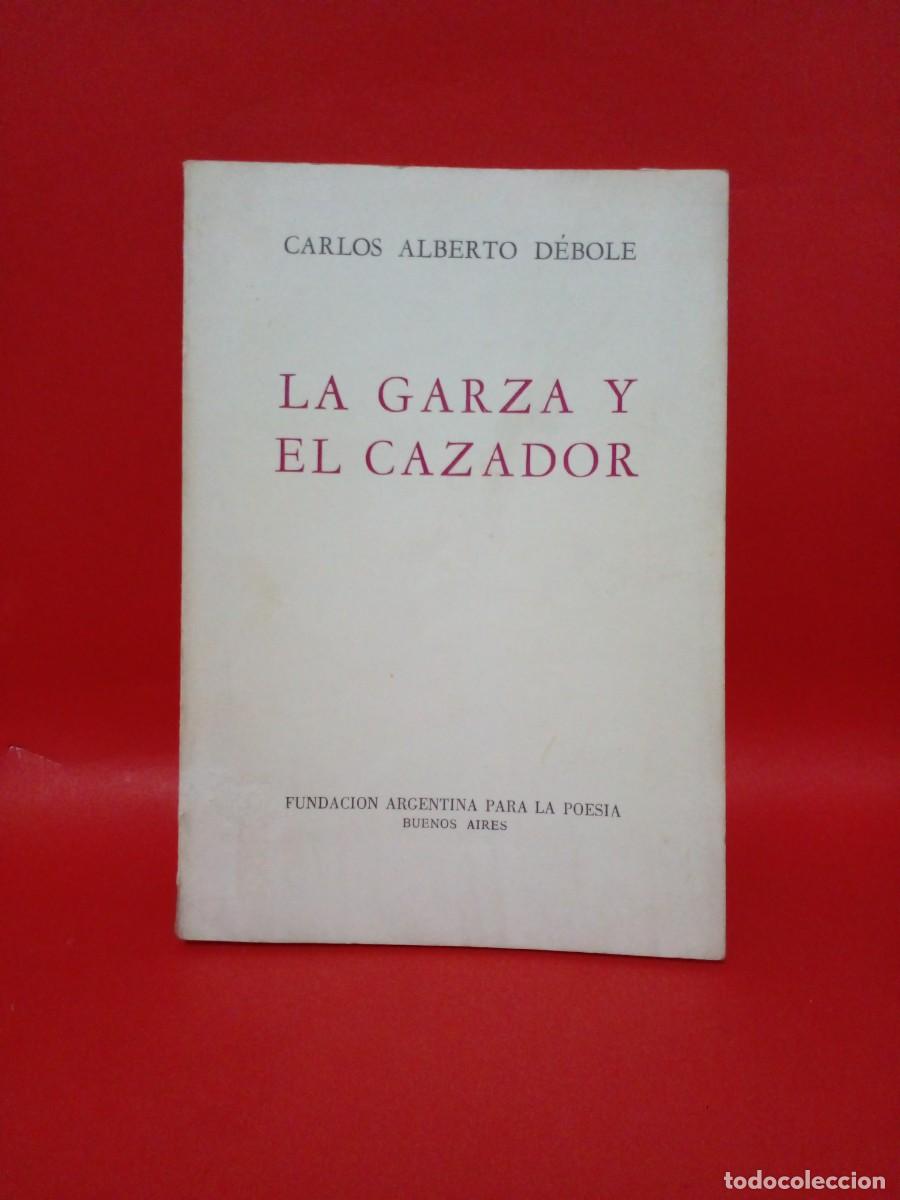 CARLOS ALBERTO DÉBOLE
LA GARZA Y
EL CAZADOR
FUNDACION ARGENTINA PARA LA POESIA
BUENOS AIRES
todocoleccion